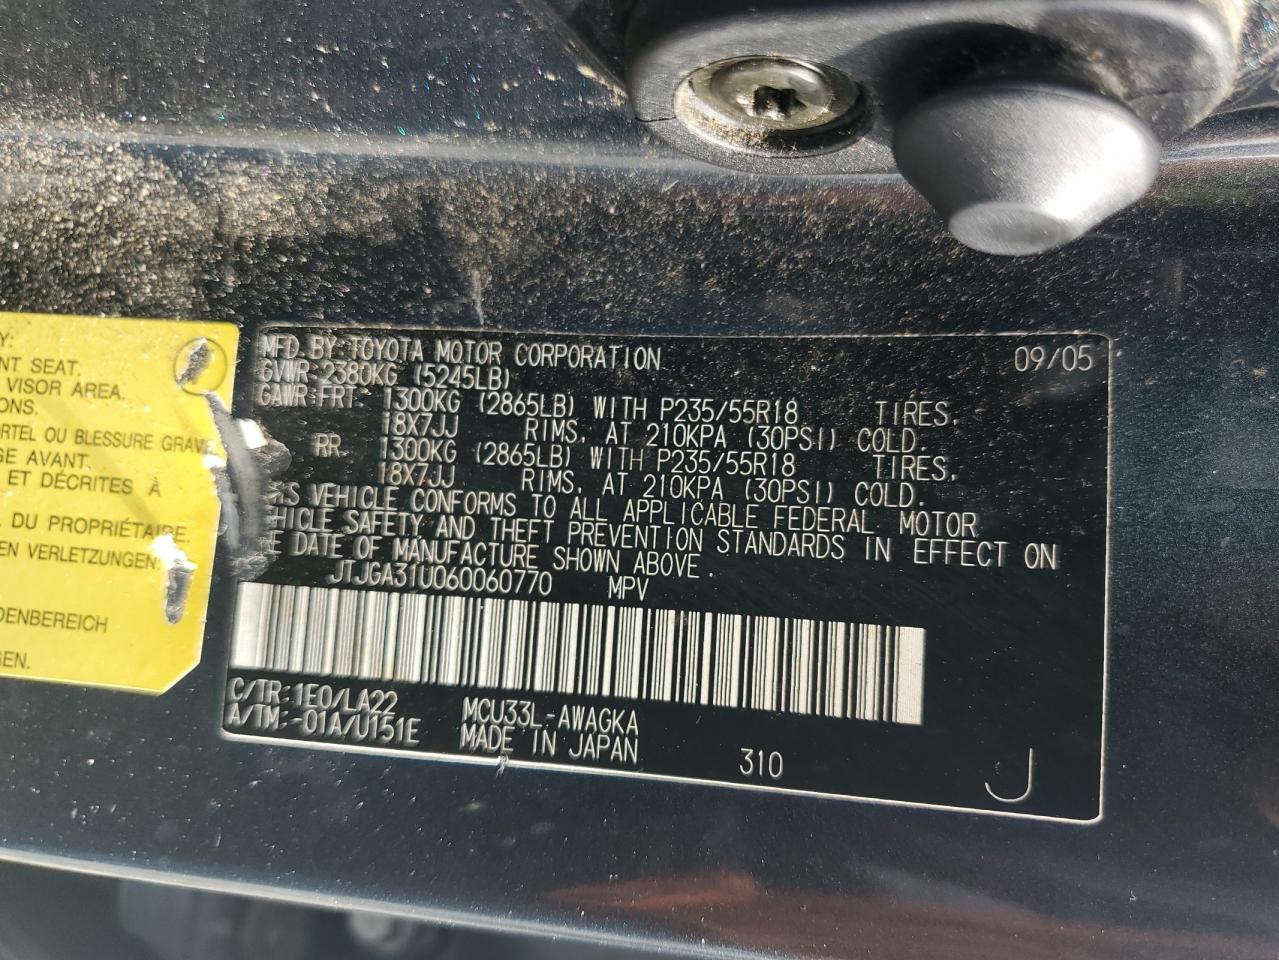 Y:
NT SEAT.
VISOR AREA.
ONS.
ORTEL OU BLESSURE GRAVE
GE AVANT.
ET DÉCRITES À
DU PROPRIÉTAIRE.
EN VERLETZUNGEN.
DENBEREICH
GEN.
MFD. BY: TOYOTA MOTOR CORPORATION 09/05
GVWR: 2380KG (5245LB)
GAWR: FRT 1300KG (2865LB) WITH P235/55R18 TIRES,
18X7JJ RIMS, AT 210KPA (30PSI) COLD.
RR 1300KG (2865LB) WITH P235/55R18 TIRES,
18X7JJ RIMS, AT 210KPA (30PSI) COLD.
VEHICLE CONFORMS TO ALL APPLICABLE FEDERAL MOTOR
HICLE SAFETY AND THEFT PREVENTION STANDARDS IN EFFECT ON
E DATE OF MANUFACTURE SHOWN ABOVE.
JTJGA31U060060770 MPV
C/TR: 1E0/LA22 MCU33L-AWAGKA
A/TM: -01A/U151E MADE IN JAPAN 310 J